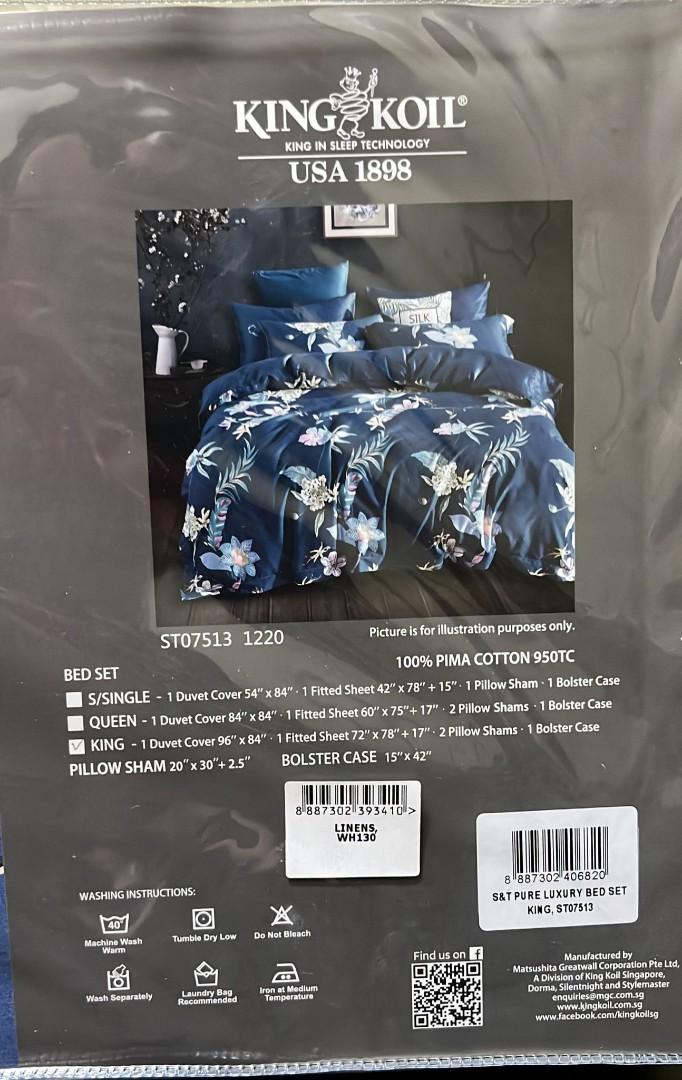 KING KOIL®
KING IN SLEEP TECHNOLOGY
USA 1898
SILK
ST07513 1220
Picture is for illustration purposes only.
100% PIMA COTTON 950TC
BED SET
S/SINGLE - 1 Duvet Cover 54" x 84" · 1 Fitted Sheet 42" x 78" + 15" · 1 Pillow Sham · 1 Bolster Case
QUEEN - 1 Duvet Cover 84" x 84" · 1 Fitted Sheet 60" x 75"+ 17" · 2 Pillow Shams · 1 Bolster Case
KING - 1 Duvet Cover 96" x 84" · 1 Fitted Sheet 72" x 78"+ 17" · 2 Pillow Shams · 1 Bolster Case
PILLOW SHAM 20" x 30"+ 2.5" BOLSTER CASE 15" x 42"
8 887302 393410 >
LINENS,
WH130
8 887302 406820
S&T PURE LUXURY BED SET
KING, ST07513
WASHING INSTRUCTIONS:
40°
Machine Wash
Warm
Tumble Dry Low
Do Not Bleach
Wash Separately
Laundry Bag
Recommended
Iron at Medium
Temperature
Find us on f
Manufactured by
Matsushita Greatwall Corporation Pte Ltd,
A Division of King Koil Singapore,
Dorma, Silentnight and Stylemaster
enquiries@mgc.com.sg
www.kingkoil.com.sg
www.facebook.com/kingkoilsg